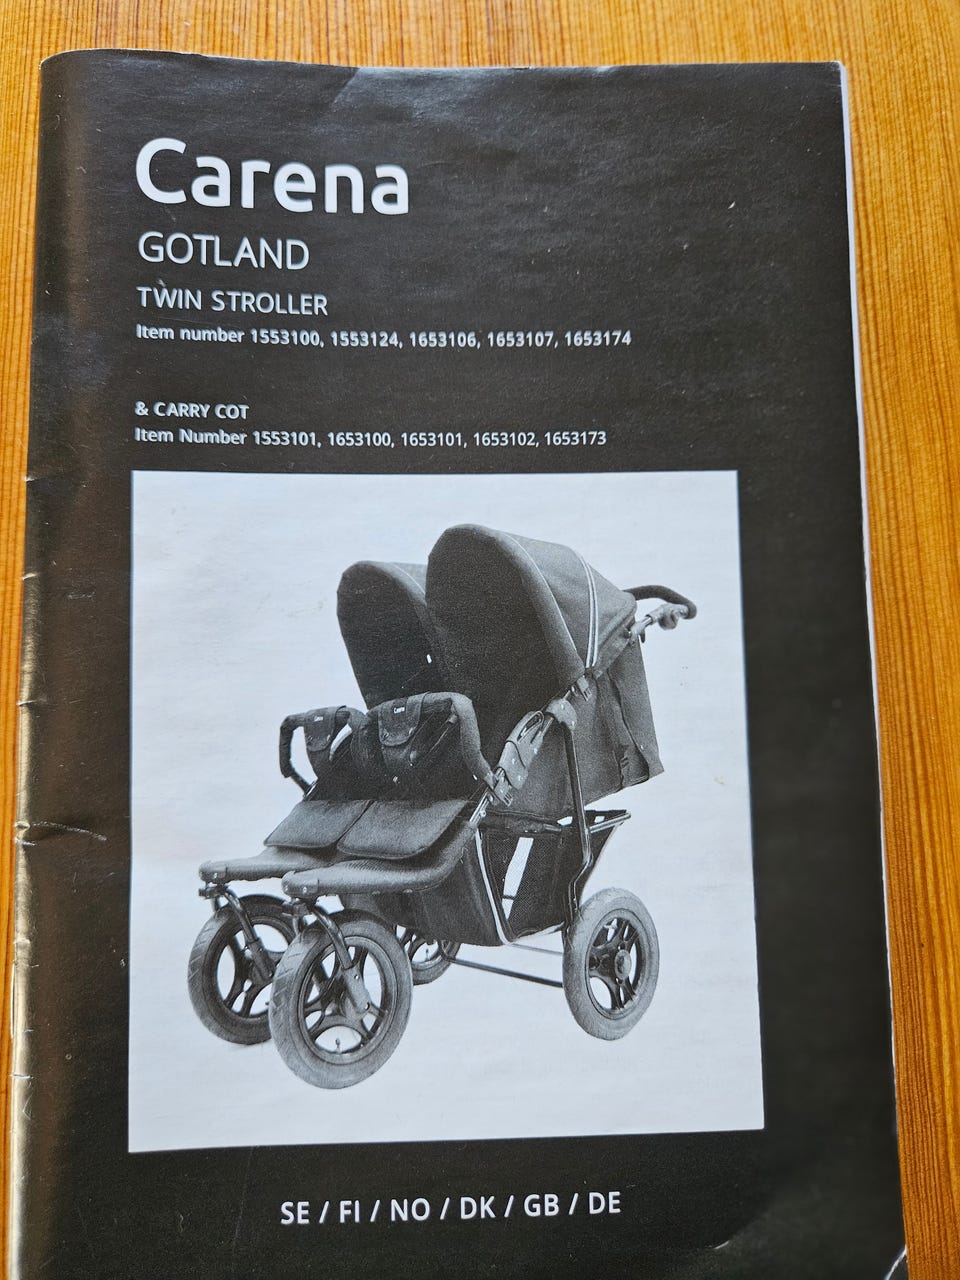 Carena
GOTLAND
TWIN STROLLER
Item number 1553100, 1553124, 1653106, 1653107, 1653174
& CARRY COT
Item Number 1553101, 1653100, 1653101, 1653102, 1653173
Carena
SE / FI / NO / DK / GB / DE